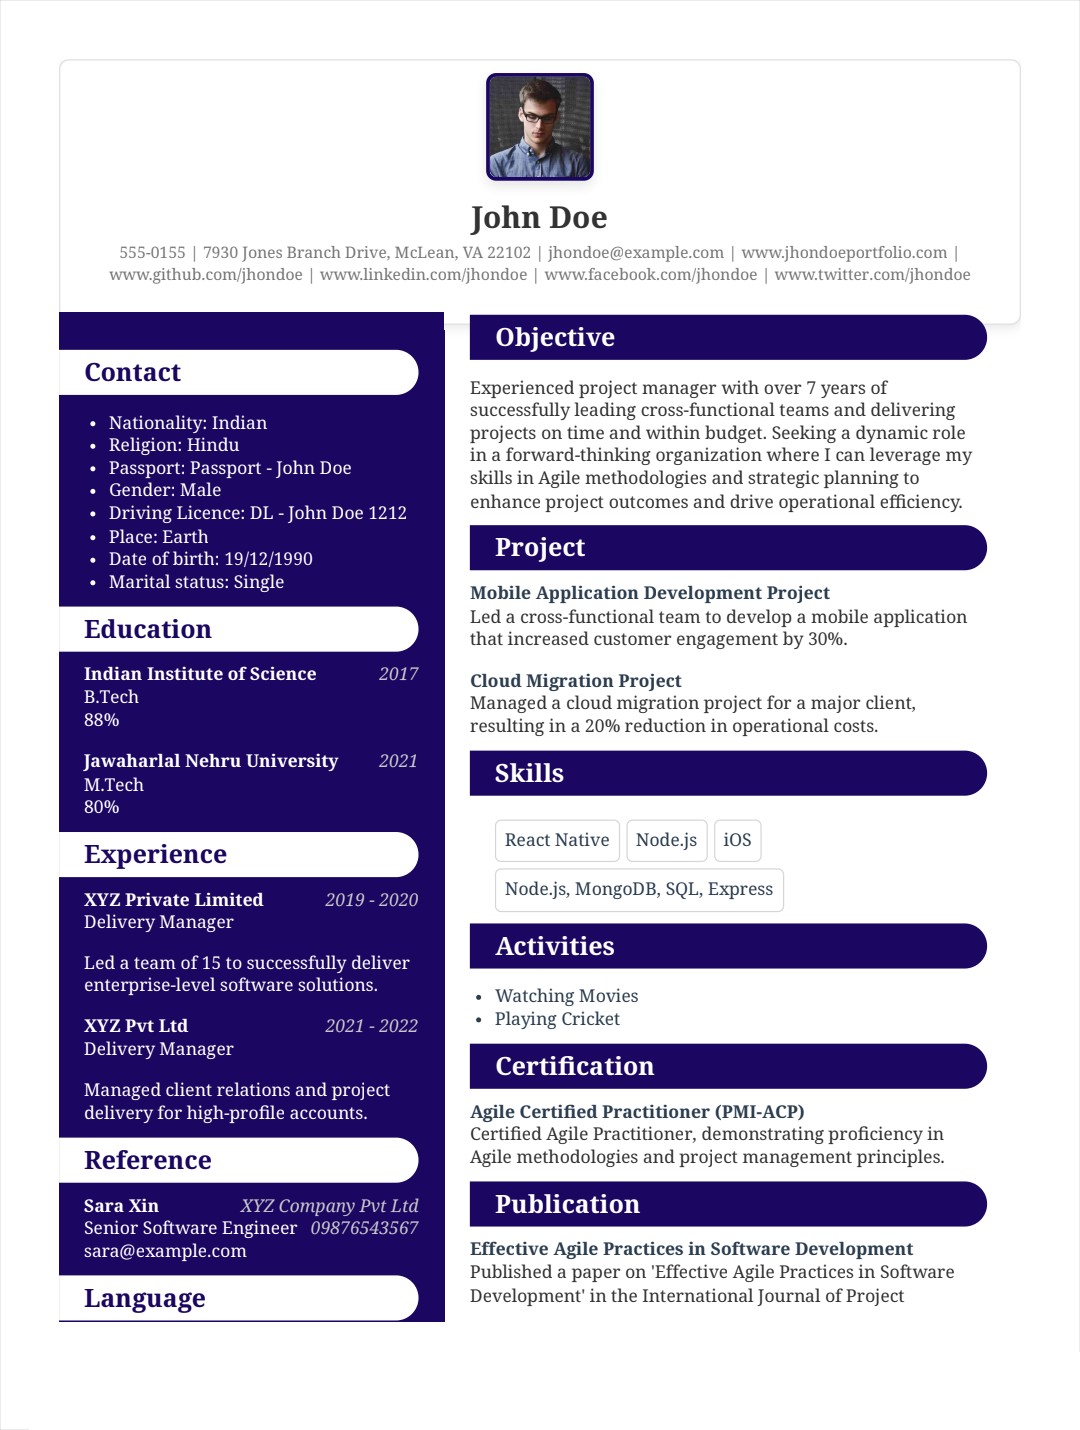 John Doe
555-0155 | 7930 Jones Branch Drive, McLean, VA 22102 | jhondoe@example.com | www.jhondoeportfolio.com |
www.github.com/jhondoe | www.linkedin.com/jhondoe | www.facebook.com/jhondoe | www.twitter.com/jhondoe
Contact
• Nationality: Indian
• Religion: Hindu
• Passport: Passport - John Doe
• Gender: Male
• Driving Licence: DL - John Doe 1212
• Place: Earth
• Date of birth: 19/12/1990
• Marital status: Single
Education
Indian Institute of Science 2017
B.Tech
88%
Jawaharlal Nehru University 2021
M.Tech
80%
Experience
XYZ Private Limited 2019 - 2020
Delivery Manager
Led a team of 15 to successfully deliver
enterprise-level software solutions.
XYZ Pvt Ltd 2021 - 2022
Delivery Manager
Managed client relations and project
delivery for high-profile accounts.
Reference
Sara Xin XYZ Company Pvt Ltd
Senior Software Engineer 09876543567
sara@example.com
Language
Objective
Experienced project manager with over 7 years of
successfully leading cross-functional teams and delivering
projects on time and within budget. Seeking a dynamic role
in a forward-thinking organization where I can leverage my
skills in Agile methodologies and strategic planning to
enhance project outcomes and drive operational efficiency.
Project
Mobile Application Development Project
Led a cross-functional team to develop a mobile application
that increased customer engagement by 30%.
Cloud Migration Project
Managed a cloud migration project for a major client,
resulting in a 20% reduction in operational costs.
Skills
React Native Node.js iOS
Node.js, MongoDB, SQL, Express
Activities
• Watching Movies
• Playing Cricket
Certification
Agile Certified Practitioner (PMI-ACP)
Certified Agile Practitioner, demonstrating proficiency in
Agile methodologies and project management principles.
Publication
Effective Agile Practices in Software Development
Published a paper on 'Effective Agile Practices in Software
Development' in the International Journal of Project